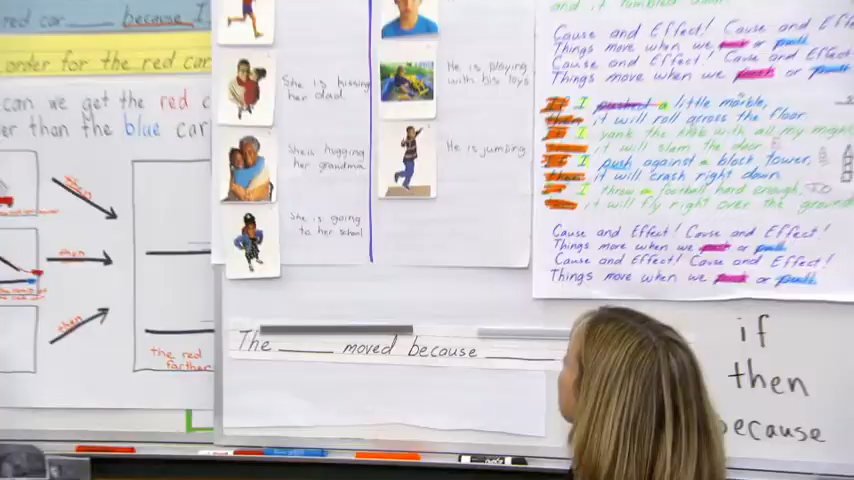 red car ____ because I
order for the red car
can we get the red
er than the blue car
then
then
then
the red
farther
She is hugging
her dad.
She is hugging
her grandma.
She is going
to her school
He is playing
with his toys
He is jumping.
and it tumbled down
Cause and Effect! Cause and Effe
Things move when we push or pull
Cause and Effect! Cause and Effect
Things move when we push or pull
If I pushed a little marble,
then it will roll across the floor
If I yank the knob with all my might
it will slam the door
If I push against a block tower,
then it will crash right down
If I throw a football hard enough,
it will fly right over the ground
Cause and Effect! Cause and Effect!
Things move when we push or pull
Cause and Effect! Cause and Effect!
Things move when we push or pull
The ____ moved because ____
if
then
because